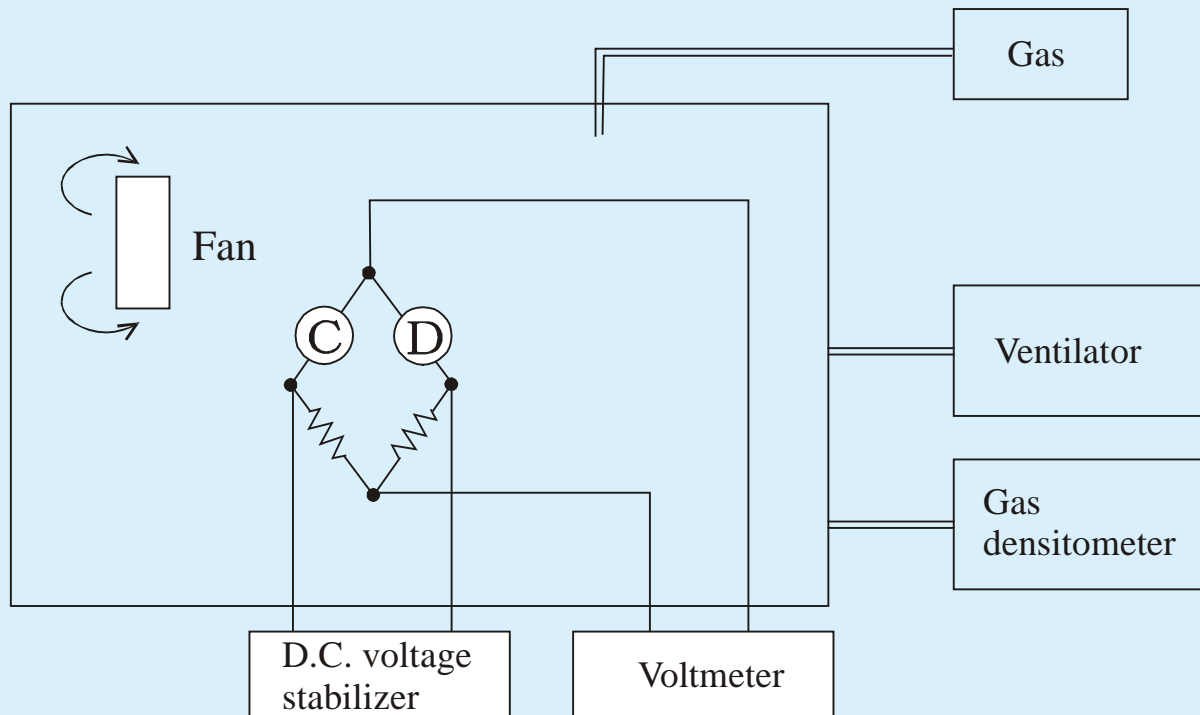 Gas
Fan
C
D
Ventilator
Gas
densitometer
D.C. voltage
stabilizer
Voltmeter